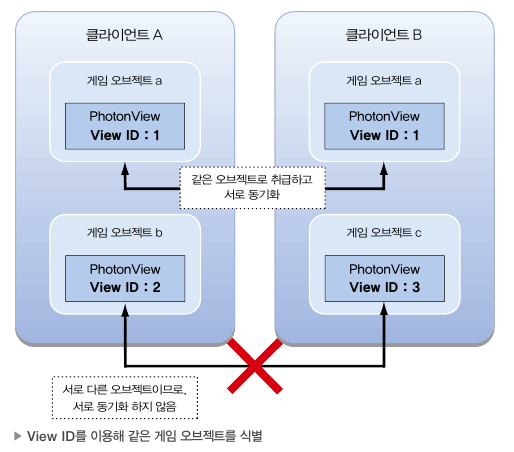 클라이언트 A
클라이언트 B
게임 오브젝트 a
PhotonView
View ID : 1
게임 오브젝트 a
PhotonView
View ID : 1
같은 오브젝트로 취급하고
서로 동기화
게임 오브젝트 b
PhotonView
View ID : 2
게임 오브젝트 c
PhotonView
View ID : 3
서로 다른 오브젝트이므로,
서로 동기화 하지 않음
▶ View ID를 이용해 같은 게임 오브젝트를 식별